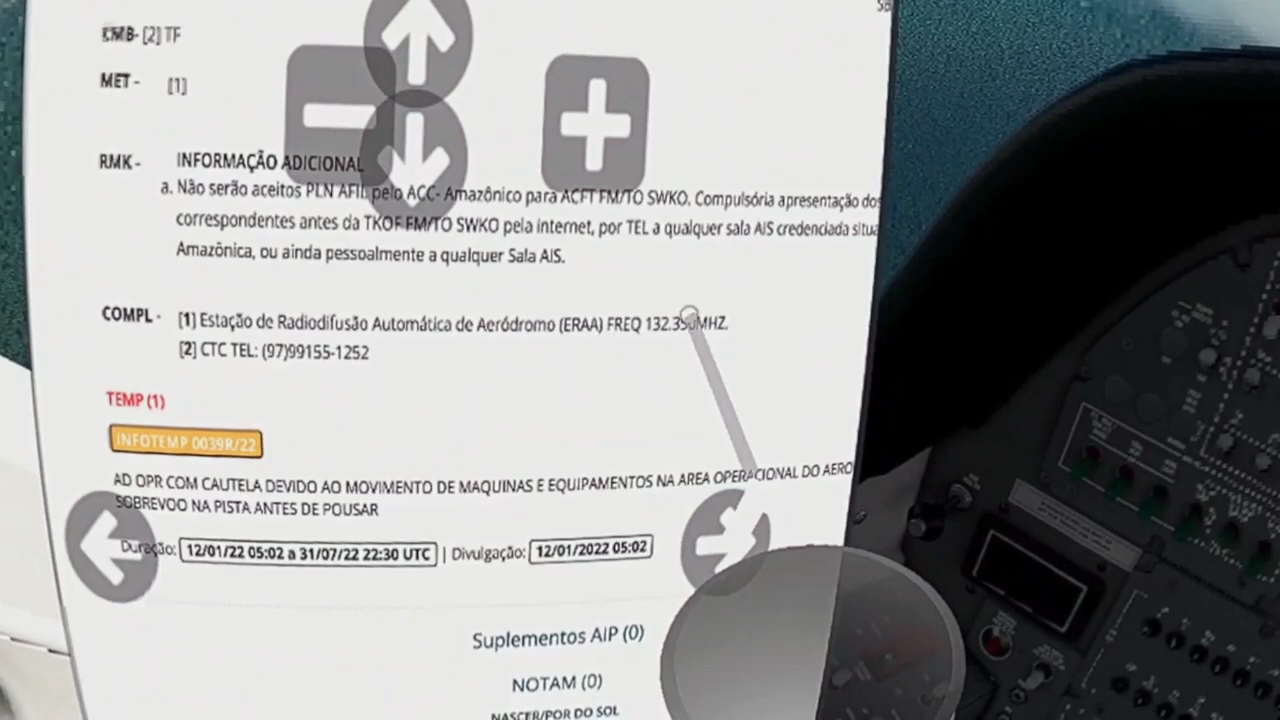 CMB- [2] TF
MET - [1]
RMK - INFORMAÇÃO ADICIONAL
a. Não serão aceitos PLN AFIL pelo ACC- Amazônico para ACFT FM/TO SWKO. Compulsória apresentação dos
correspondentes antes da TKOF FM/TO SWKO pela internet, por TEL a qualquer sala AIS credenciada situa
Amazônica, ou ainda pessoalmente a qualquer Sala AIS.
COMPL - [1] Estação de Radiodifusão Automática de Aeródromo (ERAA) FREQ 132.350MHZ.
[2] CTC TEL: (97)99155-1252
TEMP (1)
INFOTEMP 0039R/22
AD OPR COM CAUTELA DEVIDO AO MOVIMENTO DE MAQUINAS E EQUIPAMENTOS NA AREA OPERACIONAL DO AERO
SOBREVOO NA PISTA ANTES DE POUSAR
Duração: 12/01/22 05:02 a 31/07/22 22:30 UTC | Divulgação: 12/01/2022 05:02
Suplementos AIP (0)
NOTAM (0)
NASCER/POR DO SOL